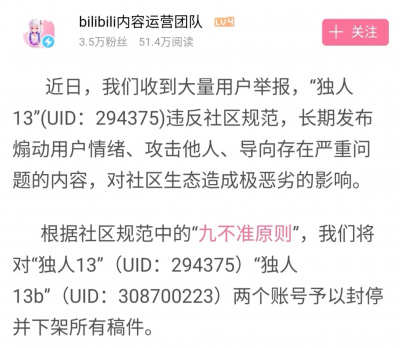 bilibili内容运营团队 LV4
3.5万粉丝 51.4万阅读
+ 关注
近日，我们收到大量用户举报，“独人
13”(UID：294375)违反社区规范，长期发布
煽动用户情绪、攻击他人、导向存在严重问
题的内容，对社区生态造成极恶劣的影响。
根据社区规范中的“九不准原则”，我们将
对“独人13”（UID：294375）“独人
13b”（UID：308700223）两个账号予以封停
并下架所有稿件。